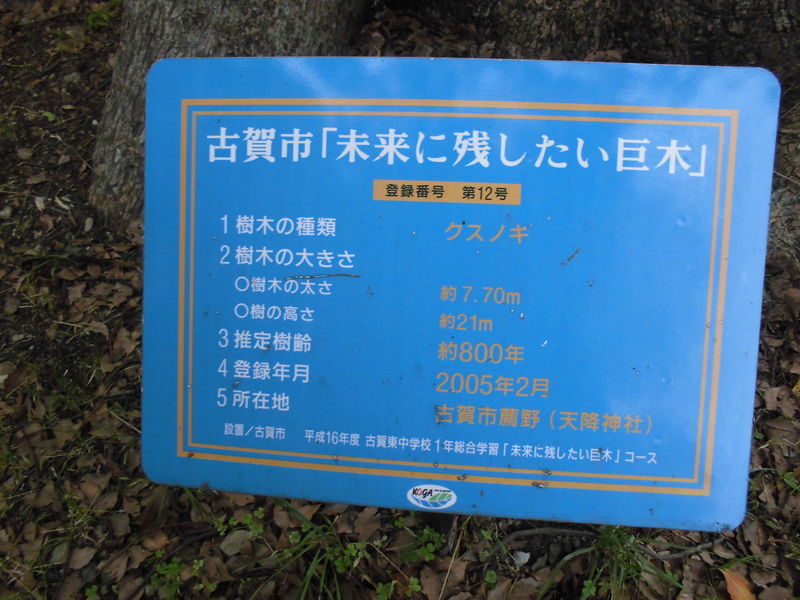 古賀市「未来に残したい巨木」
登録番号 第12号
1樹木の種類 クスノキ
2樹木の大きさ
○樹木の太さ 約7.70m
○樹の高さ 約21m
3推定樹齢 約800年
4登録年月 2005年2月
5所在地 古賀市薦野（天降神社）
設置／古賀市 平成16年度 古賀東中学校1年総合学習「未来に残したい巨木」コース
KOGA